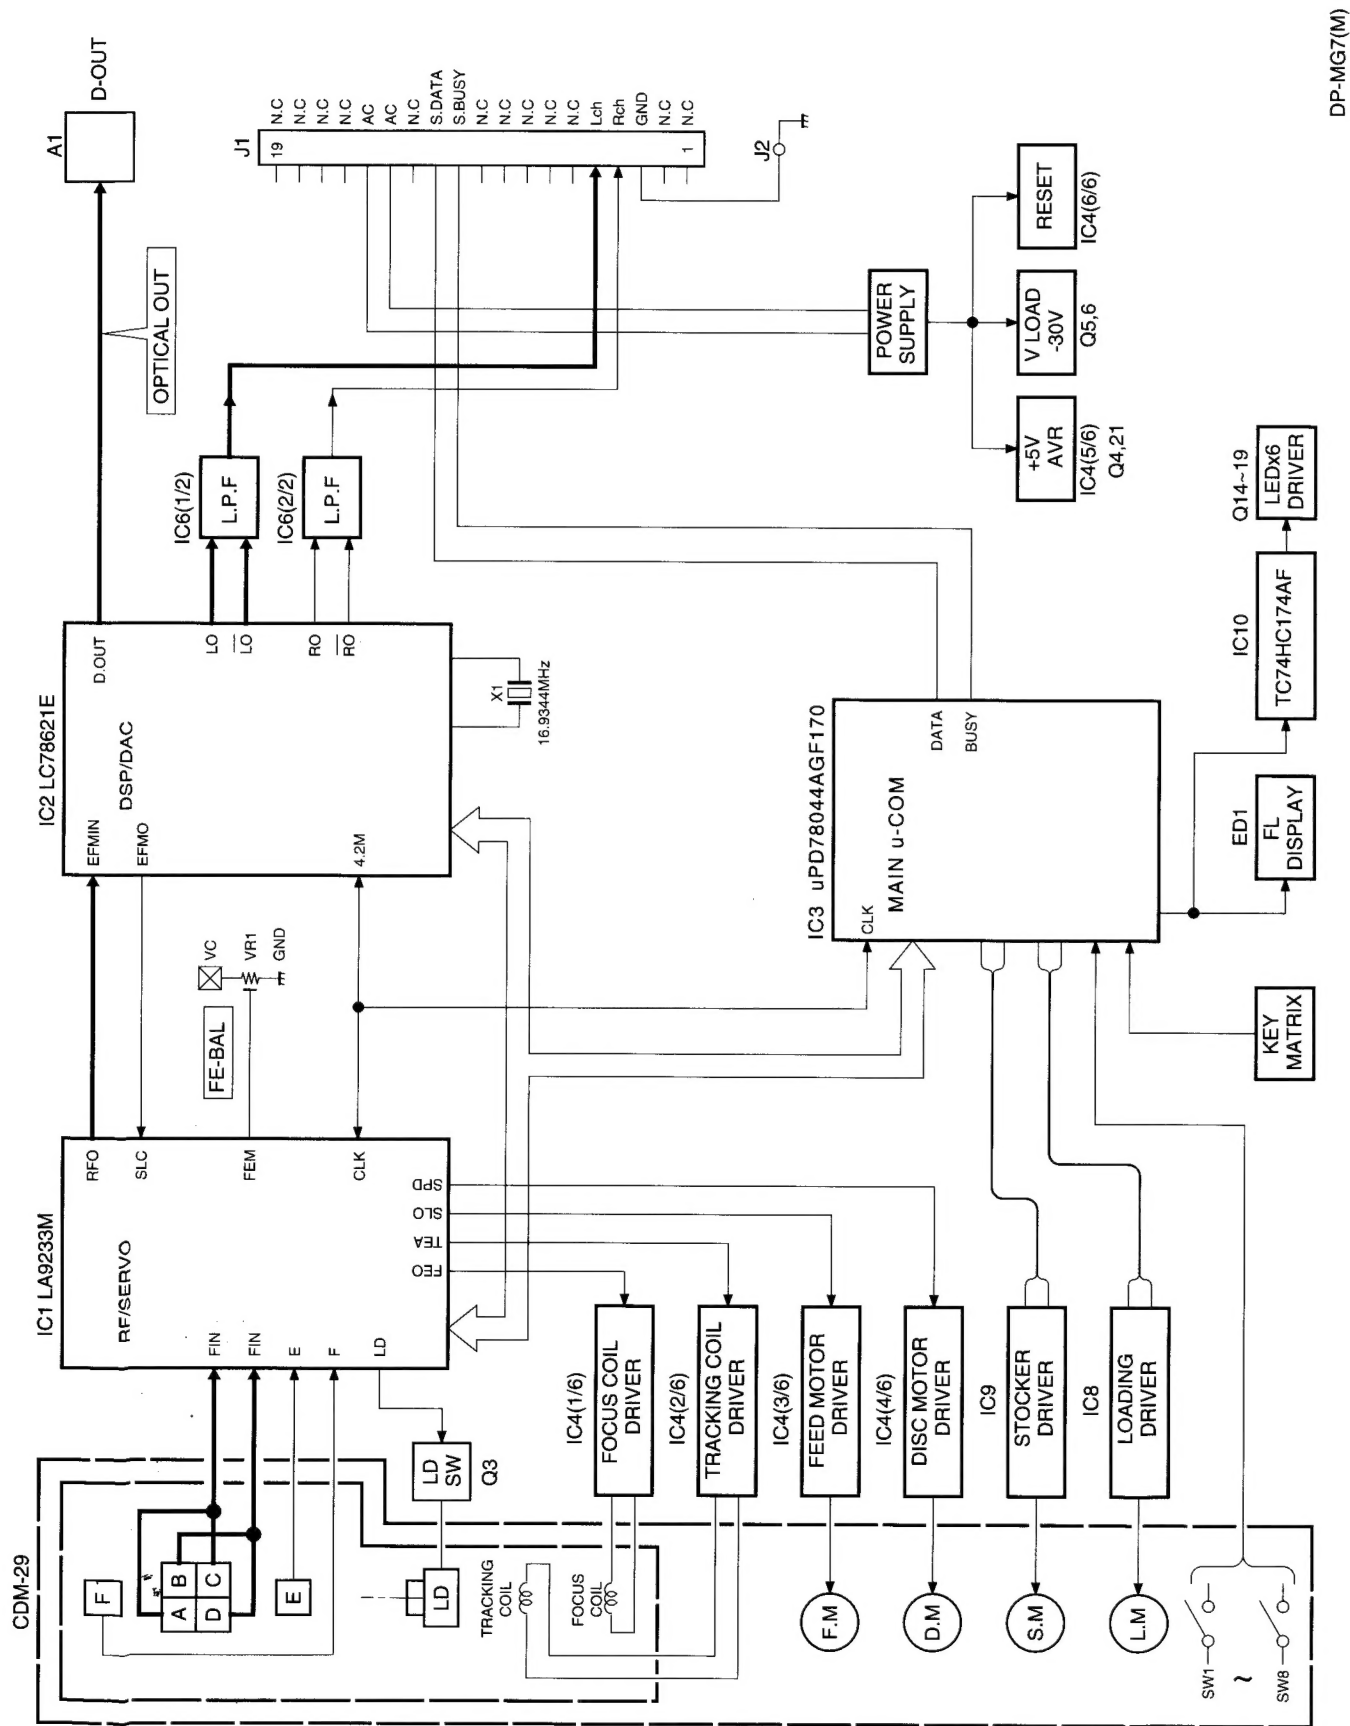 CDM-29
F
A
B
D
C
E
LD
TRACKING
COIL
FOCUS
COIL
F.M
D.M
S.M
L.M
SW1
~
SW8
LD
SW
Q3
IC4(1/6)
FOCUS COIL
DRIVER
IC4(2/6)
TRACKING COIL
DRIVER
IC4(3/6)
FEED MOTOR
DRIVER
IC4(4/6)
DISC MOTOR
DRIVER
IC9
STOCKER
DRIVER
IC8
LOADING
DRIVER
IC1 LA9233M
RF/SERVO
FIN
FIN
E
F
LD
RFO
SLC
FEM
CLK
FEO
TEA
SLO
SPD
FE-BAL
VC
VR1
GND
IC2 LC78621E
DSP/DAC
EFMIN
EFMO
4.2M
D.OUT
LO
LO
RO
RO
X1
16.9344MHz
IC3 uPD78044AGF170
MAIN u-COM
CLK
DATA
BUSY
KEY
MATRIX
ED1
FL
DISPLAY
IC10
TC74HC174AF
Q14~19
LEDx6
DRIVER
IC6(1/2)
L.P.F
IC6(2/2)
L.P.F
OPTICAL OUT
A1
D-OUT
POWER
SUPPLY
+5V
AVR
IC4(5/6)
Q4,21
V LOAD
-30V
Q5,6
RESET
IC4(6/6)
J1
19
1
N.C
N.C
N.C
N.C
AC
AC
N.C
S.DATA
S.BUSY
N.C
N.C
N.C
N.C
N.C
Lch
Rch
GND
N.C
N.C
J2
DP-MG7(M)